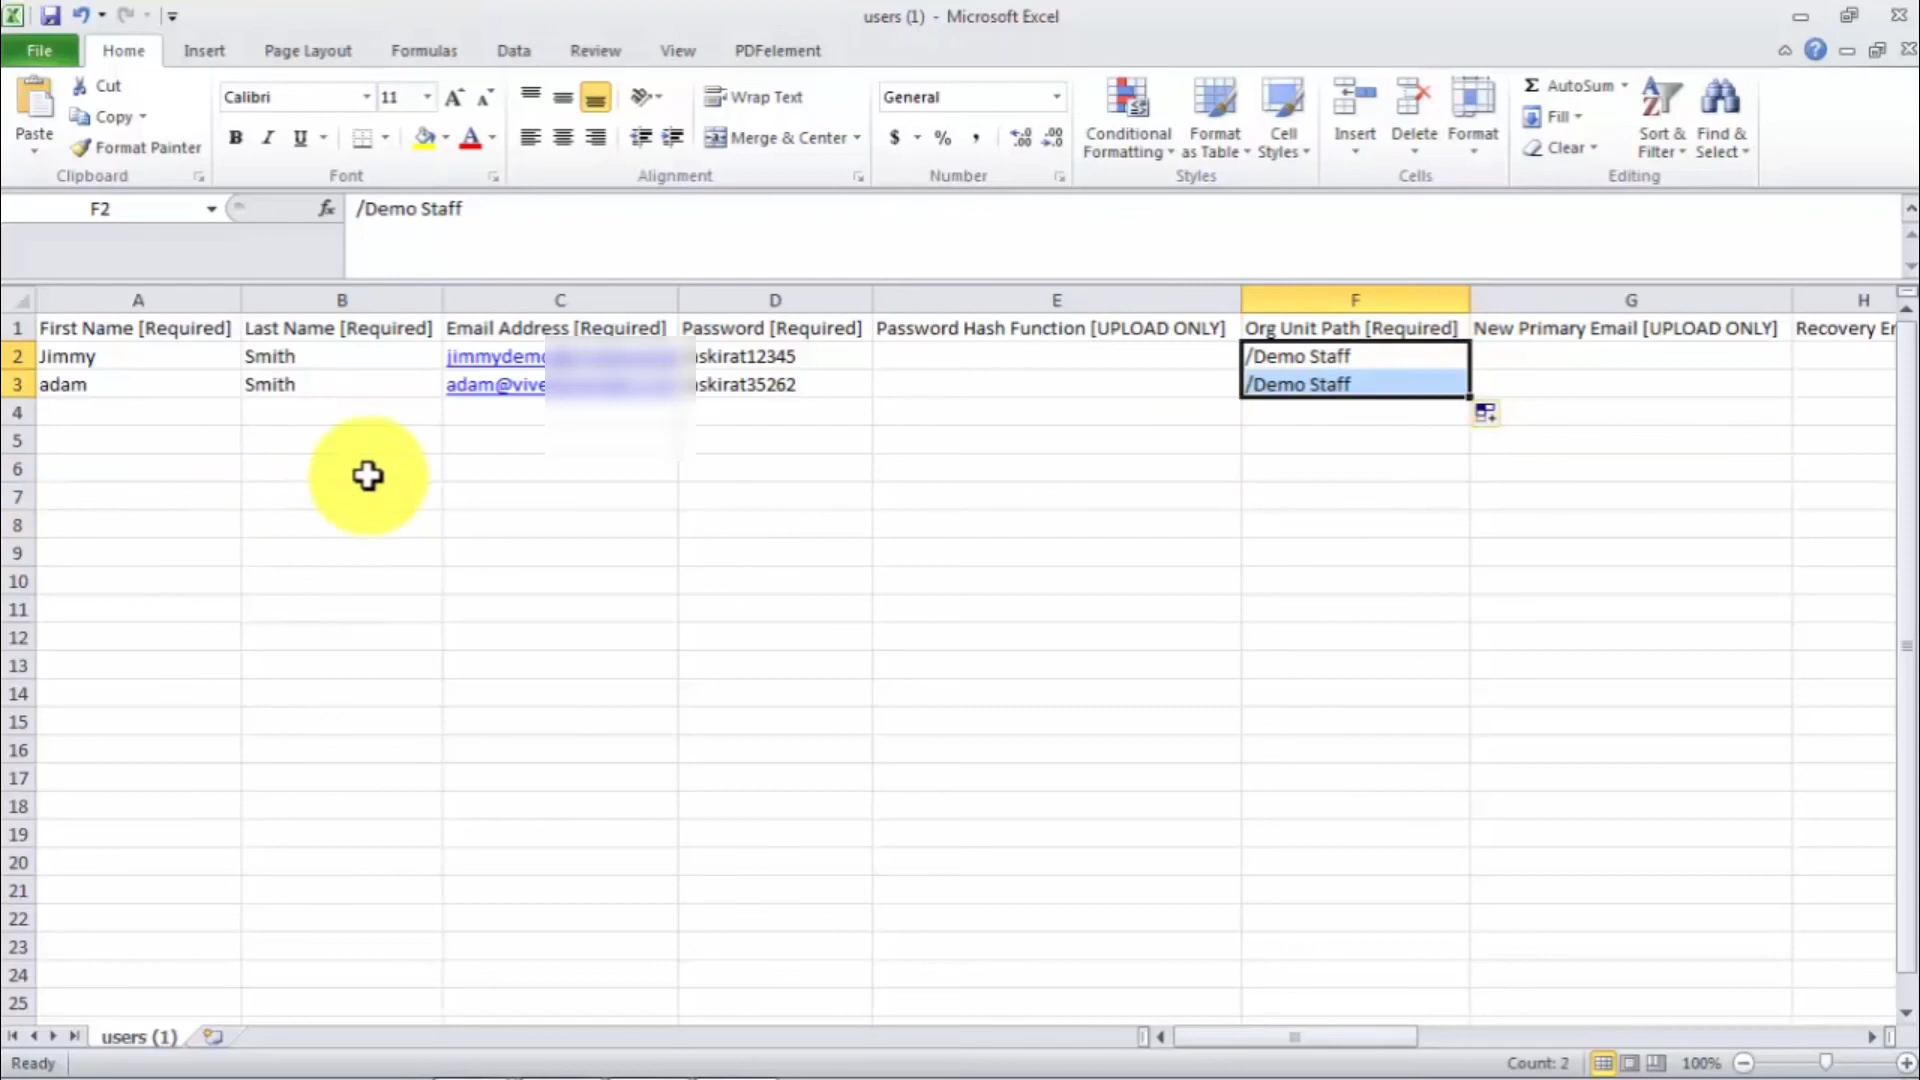 users (1) - Microsoft Excel
File Home Insert Page Layout Formulas Data Review View PDFelement
Paste
Cut
Copy
Format Painter
Clipboard
Calibri 11
B I U
Font
Wrap Text
Merge & Center
Alignment
General
$ % ,
Number
Conditional Formatting
Format as Table
Cell Styles
Styles
Insert
Delete
Format
Cells
AutoSum
Fill
Clear
Sort & Filter
Find & Select
Editing
F2 fx /Demo Staff
A B C D E F G H
1 First Name [Required] Last Name [Required] Email Address [Required] Password [Required] Password Hash Function [UPLOAD ONLY] Org Unit Path [Required] New Primary Email [UPLOAD ONLY] Recovery Er
2 Jimmy Smith jimmydemo skirat12345 /Demo Staff
3 adam Smith adam@vive skirat35262 /Demo Staff
4
5
6
7
8
9
10
11
12
13
14
15
16
17
18
19
20
21
22
23
24
25
users (1)
Ready Count: 2 100%